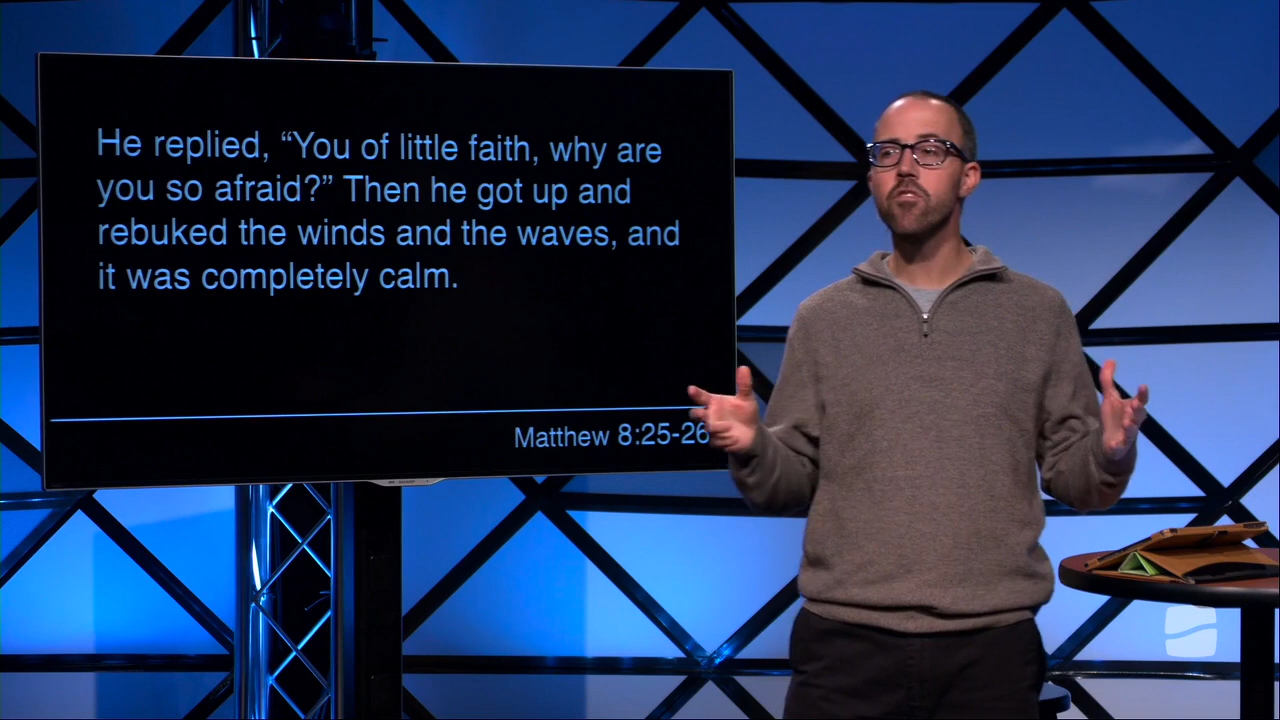 He replied, “You of little faith, why are
you so afraid?” Then he got up and
rebuked the winds and the waves, and
it was completely calm.
Matthew 8:25-26